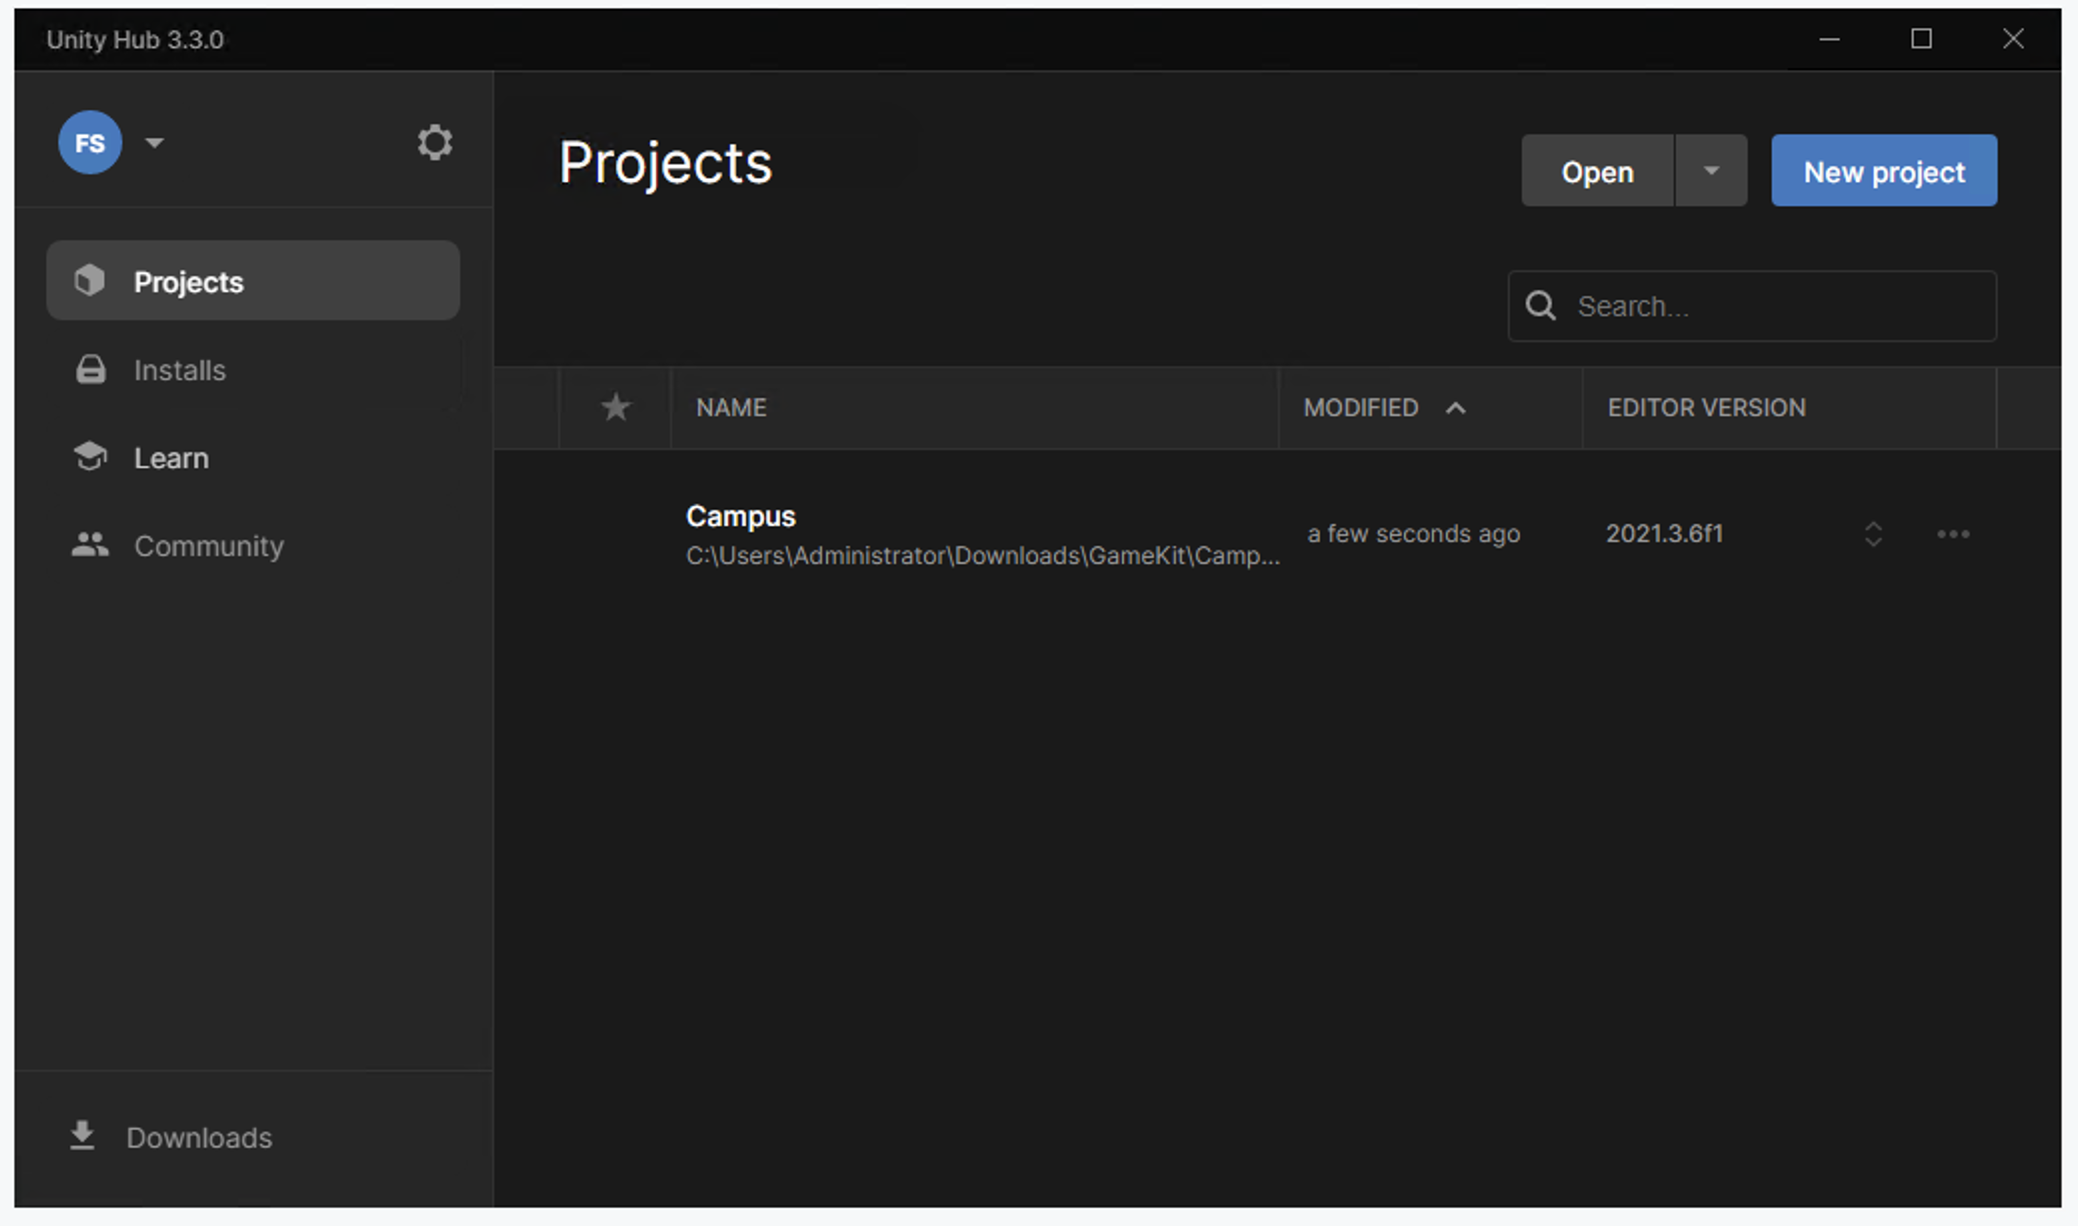 Unity Hub 3.3.0
FS
Projects
Installs
Learn
Community
Downloads
Projects
Open
New project
Search...
NAME
MODIFIED
EDITOR VERSION
Campus
C:\Users\Administrator\Downloads\GameKit\Camp...
a few seconds ago
2021.3.6f1